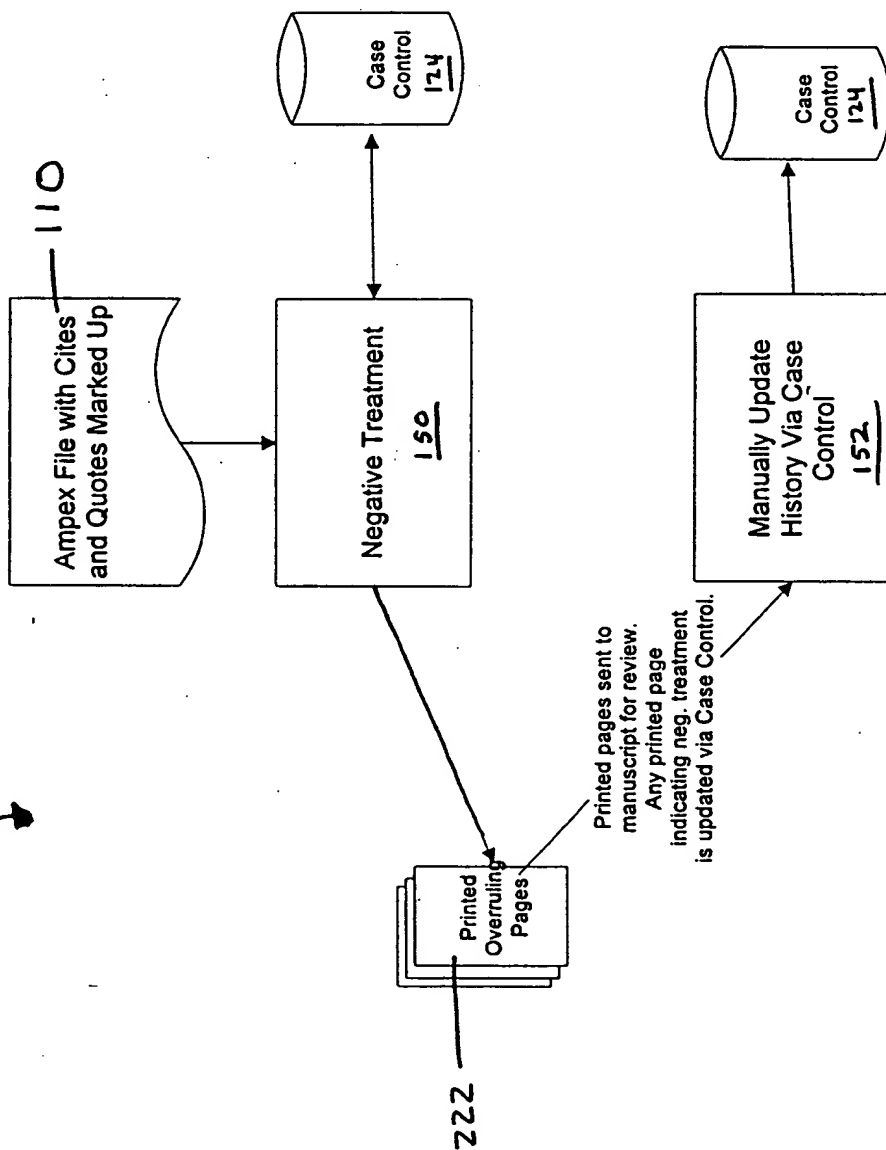 Ampex File with Cites
and Quotes Marked Up
110
Negative Treatment
150
Case
Control
124
Printed
Overruling
Pages
222
Printed pages sent to
manuscript for review.
Any printed page
indicating neg. treatment
is updated via Case Control.
Manually Update
History Via Case
Control
152
Case
Control
124